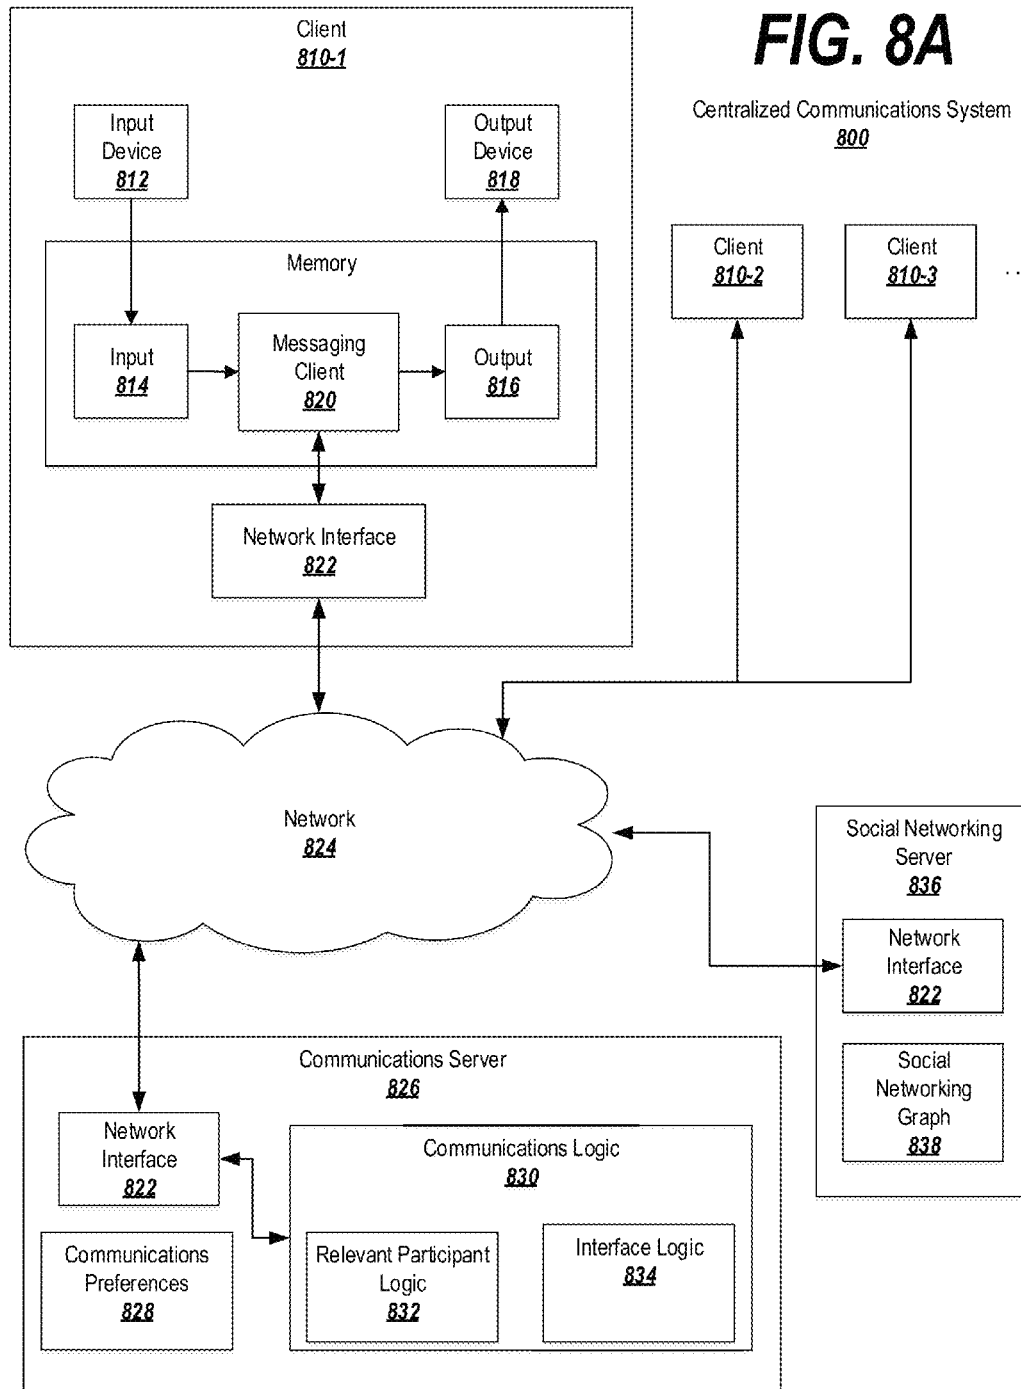 FIG. 8A
Centralized Communications System
800
Client
810-1
Input
Device
812
Output
Device
818
Memory
Input
814
Messaging
Client
820
Output
816
Network Interface
822
Client
810-2
Client
810-3
..
Network
824
Social Networking
Server
836
Network
Interface
822
Social
Networking
Graph
838
Communications Server
826
Network
Interface
822
Communications
Preferences
828
Communications Logic
830
Relevant Participant
Logic
832
Interface Logic
834